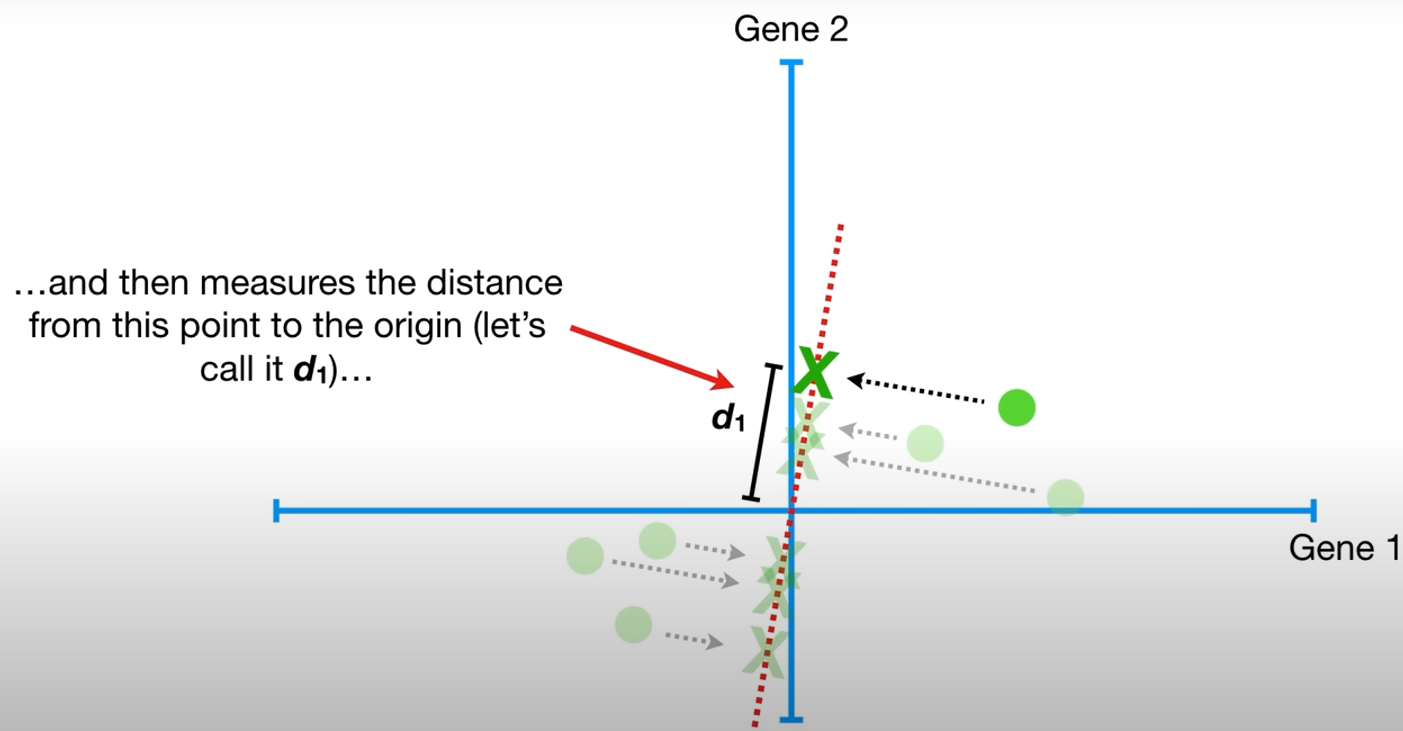 Gene 2
…and then measures the distance
from this point to the origin (let’s
call it d₁)…
d₁
Gene 1